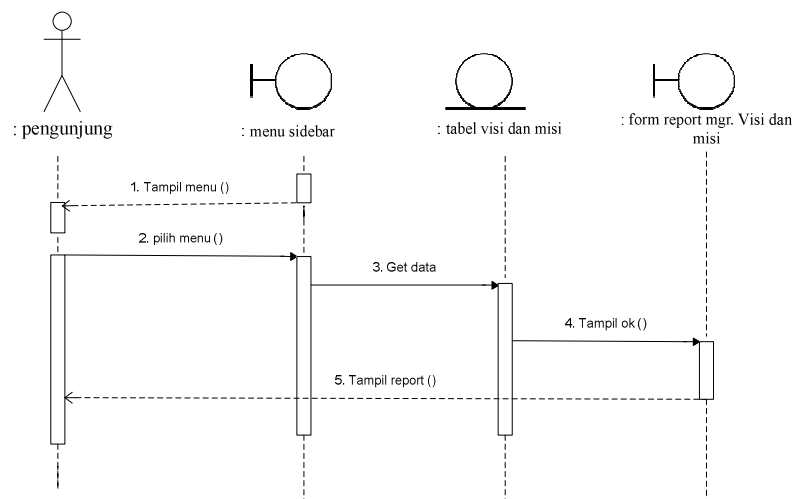 : pengunjung
: menu sidebar
: tabel visi dan misi
: form report mgr. Visi dan
misi
1. Tampil menu ()
2. pilih menu ()
3. Get data
4. Tampil ok ()
5. Tampil report ()